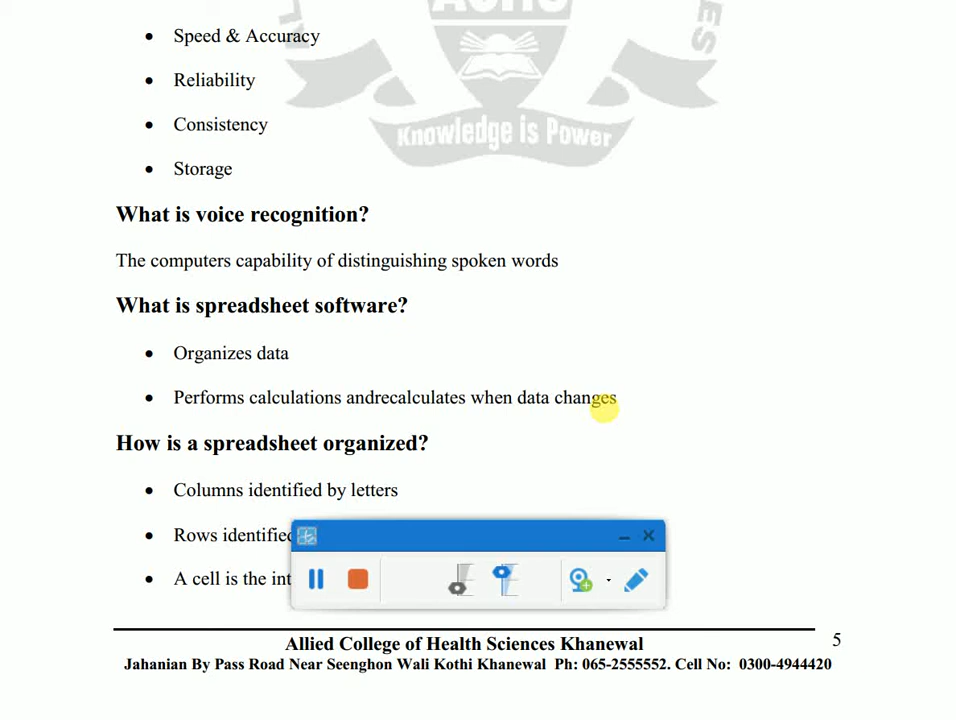 • Speed & Accuracy
• Reliability
• Consistency
Knowledge is Power
• Storage
What is voice recognition?
The computers capability of distinguishing spoken words
What is spreadsheet software?
• Organizes data
• Performs calculations andrecalculates when data changes
How is a spreadsheet organized?
• Columns identified by letters
• Rows identified
• A cell is the
Allied College of Health Sciences Khanewal
5
Jahanian By Pass Road Near Seenghon Wali Kothi Khanewal Ph: 065-2555552. Cell No: 0300-4944420